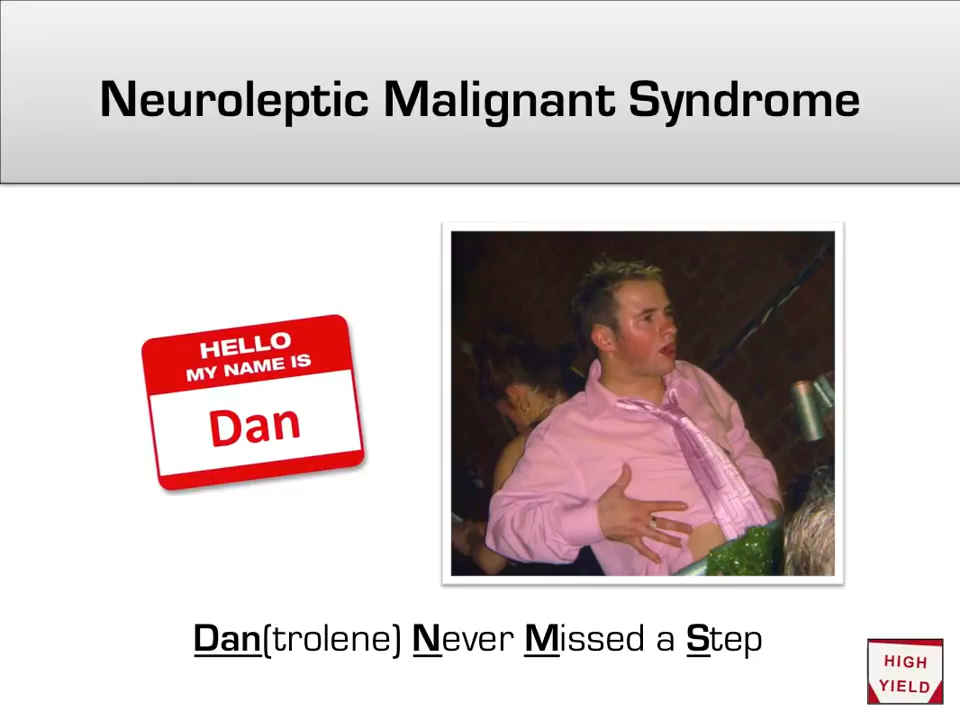 Neuroleptic Malignant Syndrome
HELLO
MY NAME IS
Dan
Dan(trolene) Never Missed a Step
HIGH
YIELD